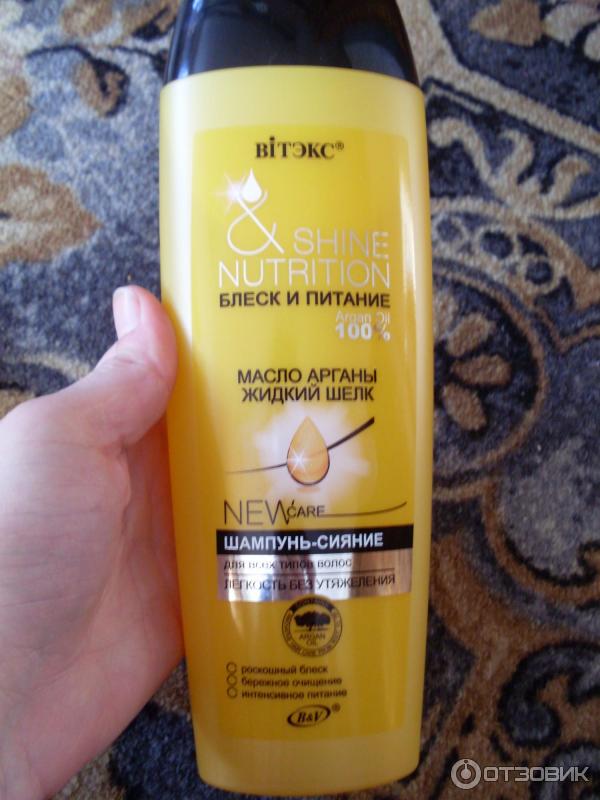 ВІТЭКС®
& SHINE
NUTRITION
БЛЕСК И ПИТАНИЕ
Argan Oil
100%
МАСЛО АРГАНЫ
ЖИДКИЙ ШЕЛК
NEW CARE
ШАМПУНЬ-СИЯНИЕ
ДЛЯ ВСЕХ ТИПОВ ВОЛОС
ЛЕГКОСТЬ БЕЗ УТЯЖЕЛЕНИЯ
ARGAN
OIL
роскошный блеск
бережное очищение
интенсивное питание
B&V®
ОТЗОВИК